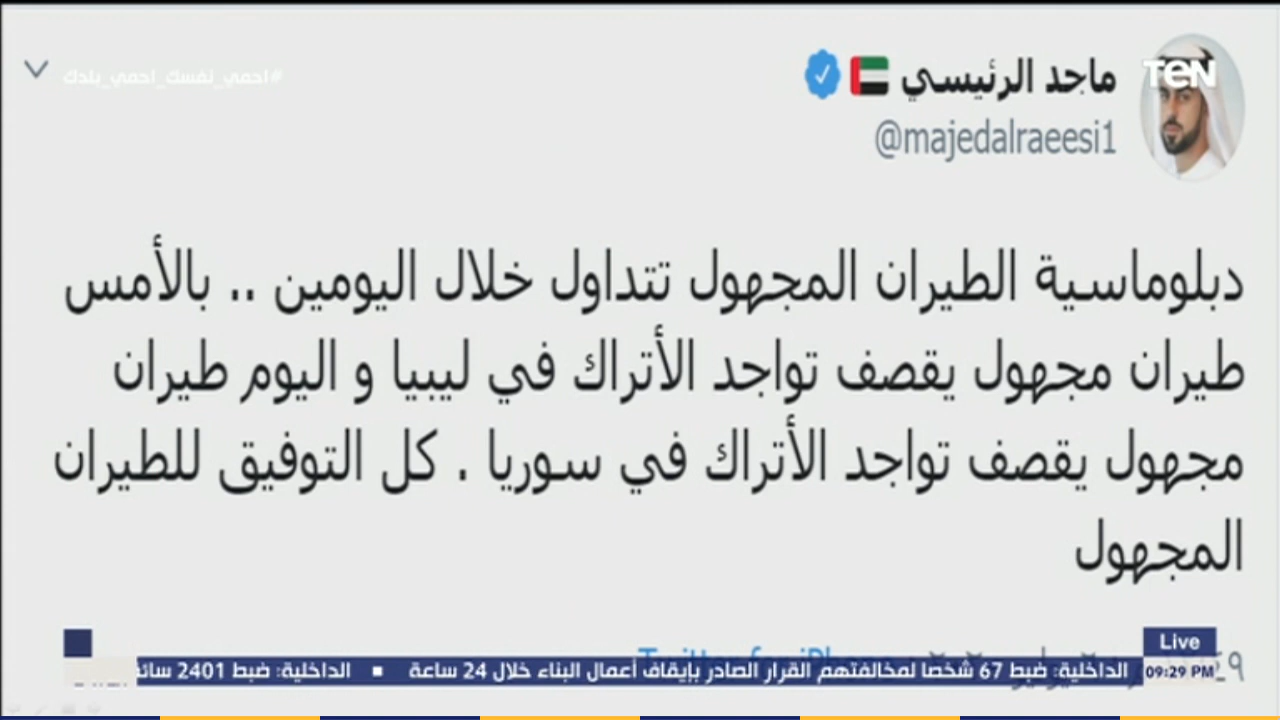 TEN
#احمي_نفسك_احمي_بلدك
ماجد الرئيسي
@majedalraeesi1
دبلوماسية الطيران المجهول تتداول خلال اليومين .. بالأمس
طيران مجهول يقصف تواجد الأتراك في ليبيا و اليوم طيران
مجهول يقصف تواجد الأتراك في سوريا . كل التوفيق للطيران
المجهول
Live
09:29 PM
الداخلية: ضبط 67 شخصا لمخالفتهم القرار الصادر بإيقاف أعمال البناء خلال 24 ساعة ▪ الداخلية: ضبط 2401